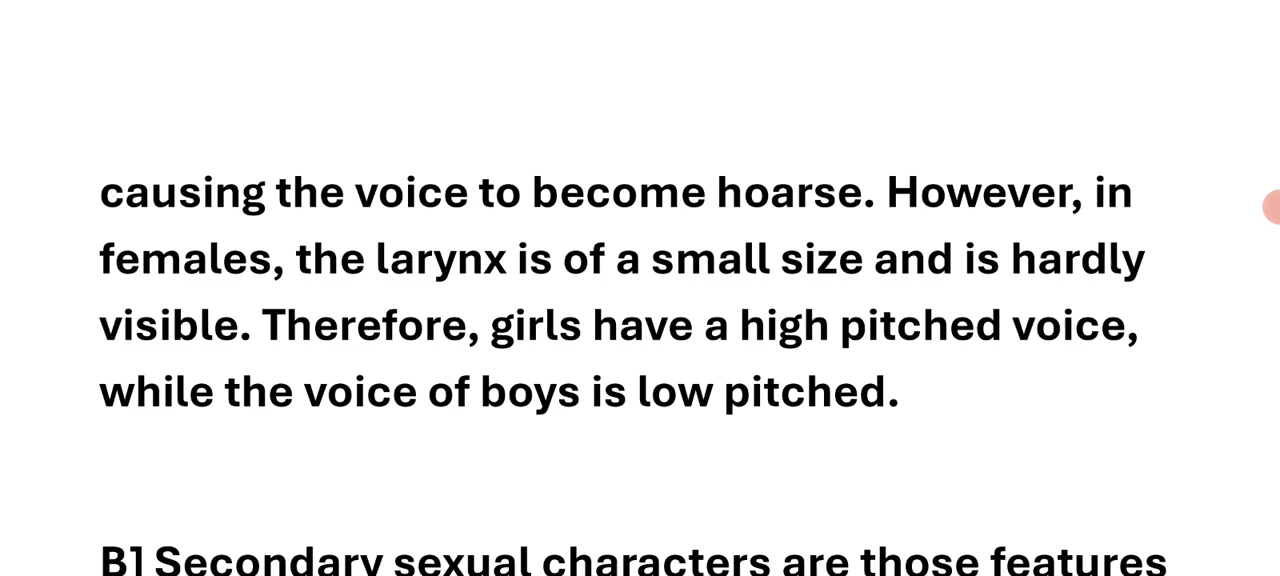 causing the voice to become hoarse. However, in
females, the larynx is of a small size and is hardly
visible. Therefore, girls have a high pitched voice,
while the voice of boys is low pitched.
B] Secondary sexual characters are those features